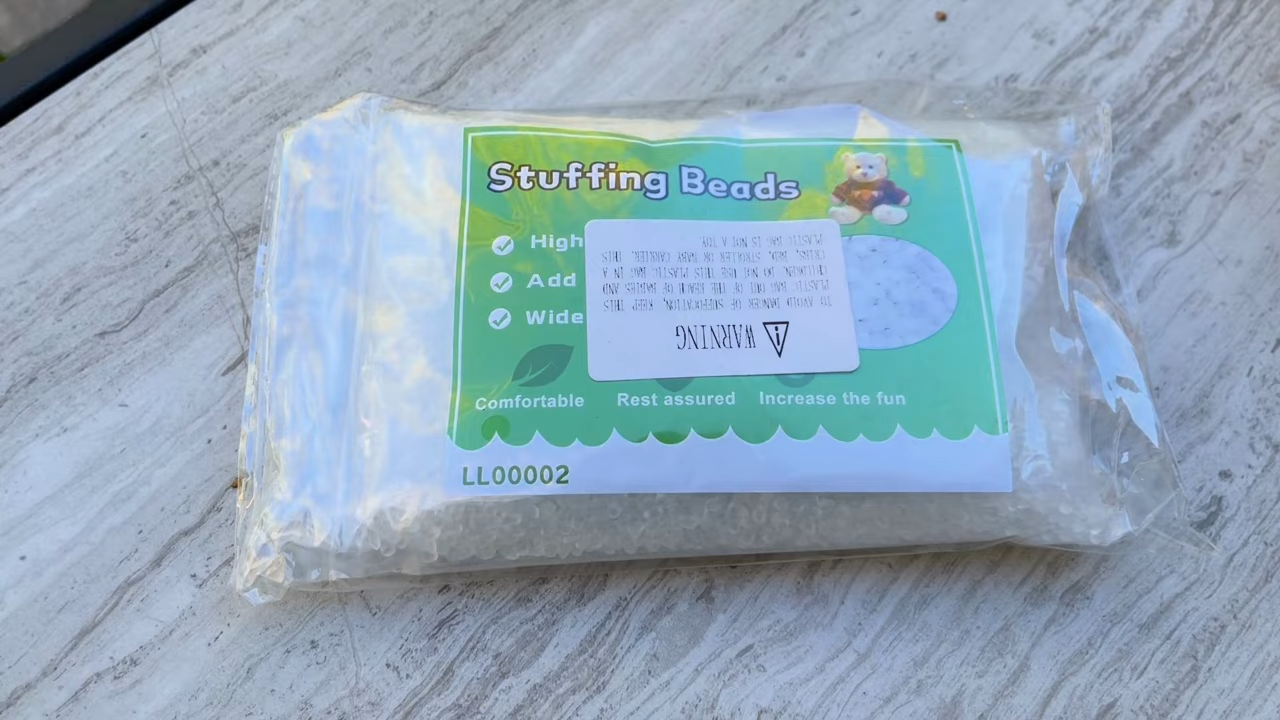 Stuffing Beads
High
Add
Wide
WARNING
TO AVOID DANGER OF SUFFOCATION, KEEP THIS
PLASTIC BAG OUT OF THE REACH OF BABIES AND
CHILDREN. DO NOT USE THIS PLASTIC BAG IN A
CRIBS, BED, STROLLER OR BABY CARRIER. THIS
PLASTIC BAG IS NOT A TOY.
Comfortable Rest assured Increase the fun
LL00002